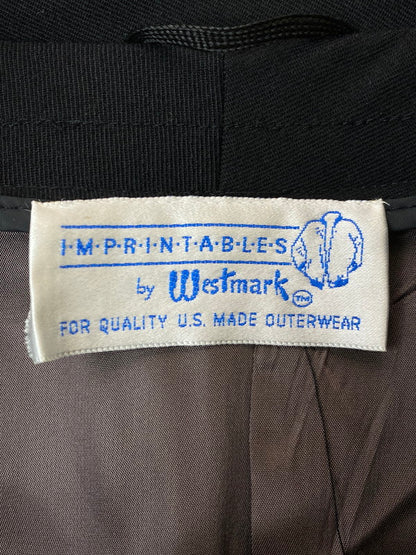 I·M·P·R·I·N·T·A·B·L·E·S
by Westmark TM
FOR QUALITY U.S. MADE OUTERWEAR